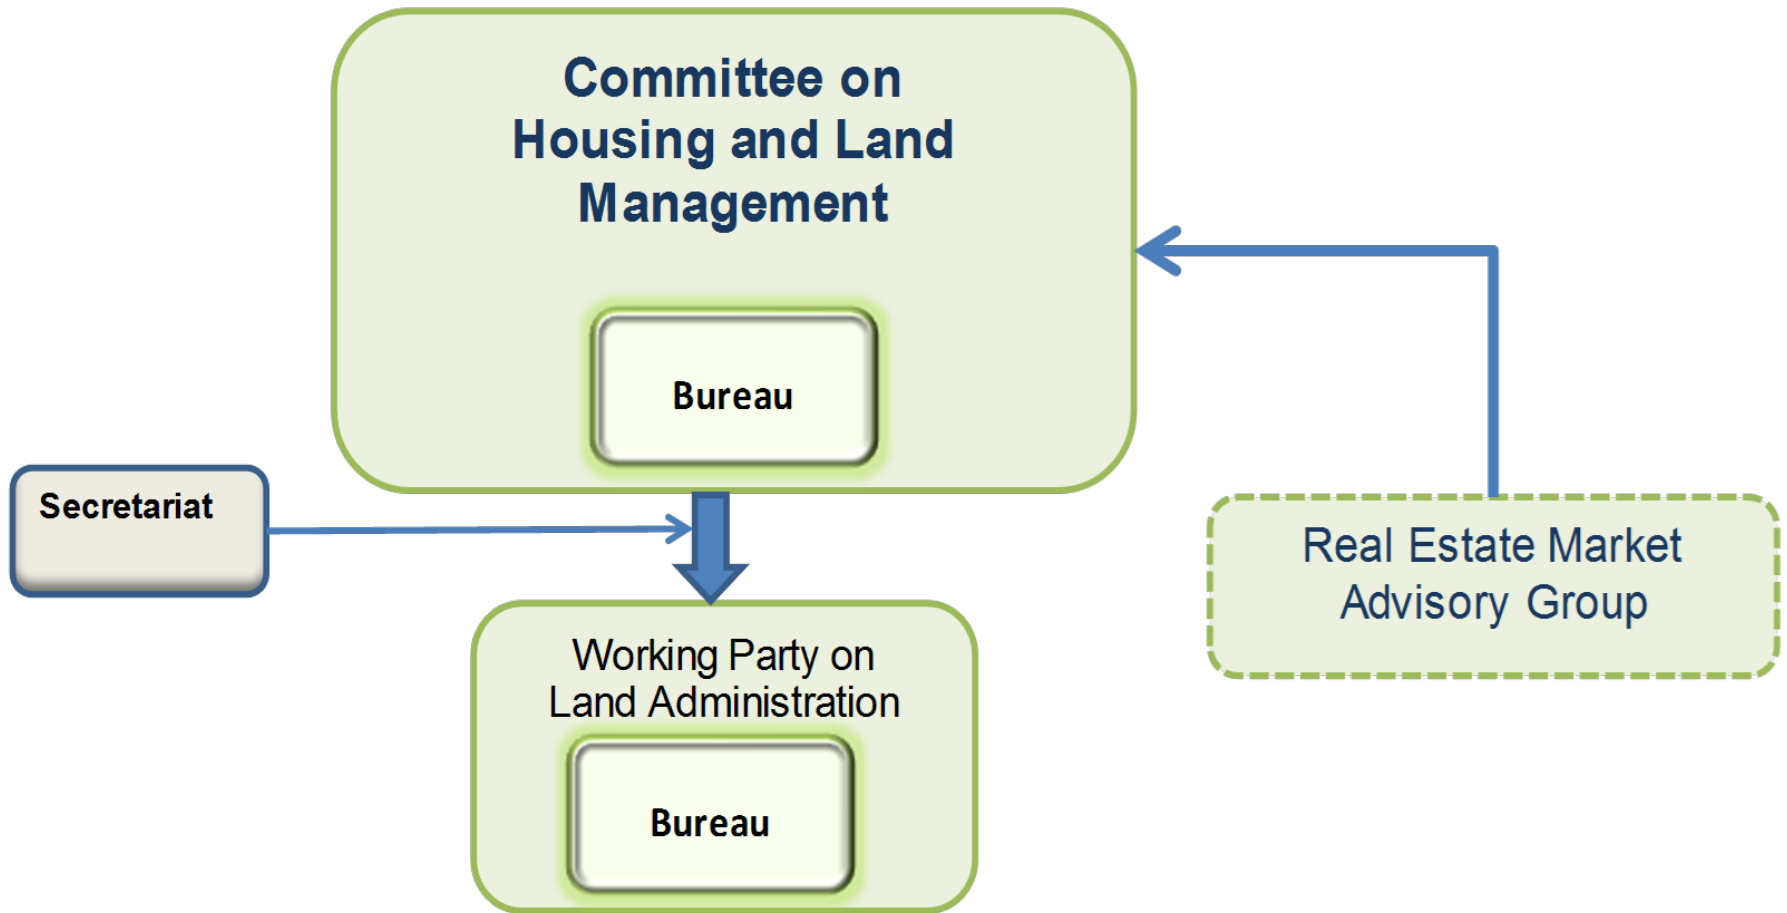 Committee on
Housing and Land
Management
Bureau
Secretariat
Real Estate Market
Advisory Group
Working Party on
Land Administration
Bureau